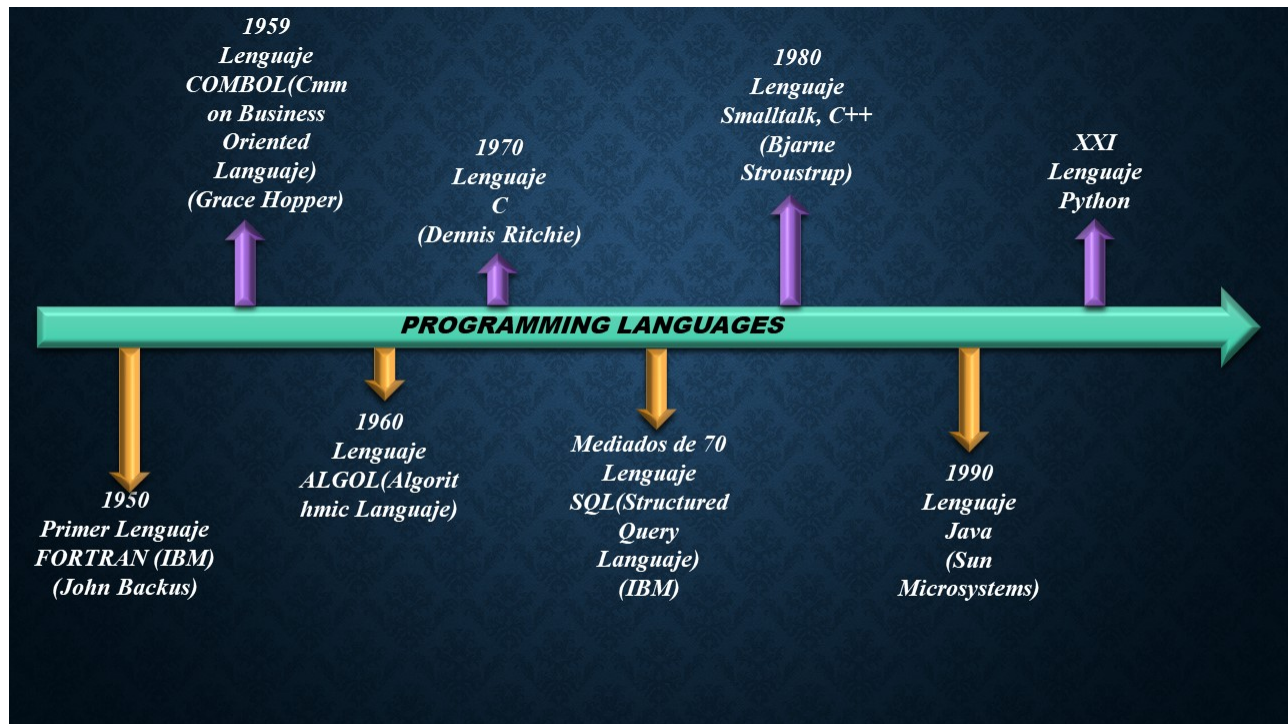 1959
Lenguaje
COMBOL(Cmm
on Business
Oriented
Languaje)
(Grace Hopper)
1970
Lenguaje
C
(Dennis Ritchie)
1980
Lenguaje
Smalltalk, C++
(Bjarne
Stroustrup)
XXI
Lenguaje
Python
PROGRAMMING LANGUAGES
1950
Primer Lenguaje
FORTRAN (IBM)
(John Backus)
1960
Lenguaje
ALGOL(Algorit
hmic Languaje)
Mediados de 70
Lenguaje
SQL(Structured
Query
Languaje)
(IBM)
1990
Lenguaje
Java
(Sun
Microsystems)